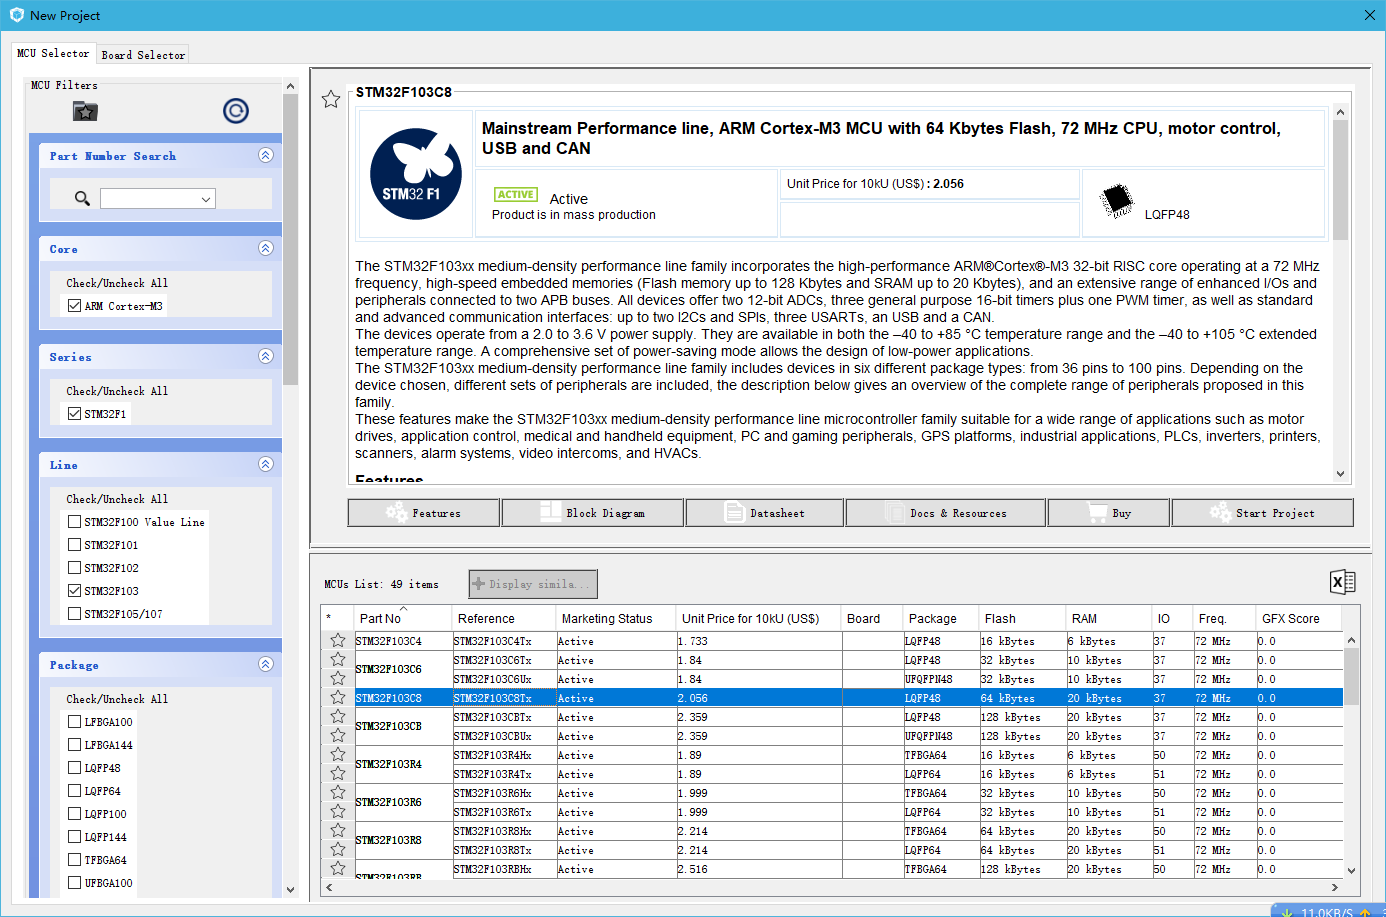 New Project
MCU Selector Board Selector
MCU Filters
Part Number Search
Core
Check/Uncheck All
ARM Cortex-M3
Series
Check/Uncheck All
STM32F1
Line
Check/Uncheck All
STM32F100 Value Line
STM32F101
STM32F102
STM32F103
STM32F105/107
Package
Check/Uncheck All
LFBGA100
LFBGA144
LQFP48
LQFP64
LQFP100
LQFP144
TFBGA64
UFBGA100
STM32F103C8
STM32 F1
Mainstream Performance line, ARM Cortex-M3 MCU with 64 Kbytes Flash, 72 MHz CPU, motor control,
USB and CAN
ACTIVE Active
Product is in mass production
Unit Price for 10kU (US$) : 2.056
LQFP48
The STM32F103xx medium-density performance line family incorporates the high-performance ARM®Cortex®-M3 32-bit RISC core operating at a 72 MHz
frequency, high-speed embedded memories (Flash memory up to 128 Kbytes and SRAM up to 20 Kbytes), and an extensive range of enhanced I/Os and
peripherals connected to two APB buses. All devices offer two 12-bit ADCs, three general purpose 16-bit timers plus one PWM timer, as well as standard
and advanced communication interfaces: up to two I2Cs and SPIs, three USARTs, an USB and a CAN.
The devices operate from a 2.0 to 3.6 V power supply. They are available in both the –40 to +85 °C temperature range and the –40 to +105 °C extended
temperature range. A comprehensive set of power-saving mode allows the design of low-power applications.
The STM32F103xx medium-density performance line family includes devices in six different package types: from 36 pins to 100 pins. Depending on the
device chosen, different sets of peripherals are included, the description below gives an overview of the complete range of peripherals proposed in this
family.
These features make the STM32F103xx medium-density performance line microcontroller family suitable for a wide range of applications such as motor
drives, application control, medical and handheld equipment, PC and gaming peripherals, GPS platforms, industrial applications, PLCs, inverters, printers,
scanners, alarm systems, video intercoms, and HVACs.
Features
Features Block Diagram Datasheet Docs & Resources Buy Start Project
MCUs List: 49 items + Display simila...
* Part No Reference Marketing Status Unit Price for 10kU (US$) Board Package Flash RAM IO Freq. GFX Score
STM32F103C4 STM32F103C4Tx Active 1.733 LQFP48 16 kBytes 6 kBytes 37 72 MHz 0.0
STM32F103C6 STM32F103C6Tx Active 1.84 LQFP48 32 kBytes 10 kBytes 37 72 MHz 0.0
STM32F103C6Ux Active 1.84 UFQFPN48 32 kBytes 10 kBytes 37 72 MHz 0.0
STM32F103C8 STM32F103C8Tx Active 2.056 LQFP48 64 kBytes 20 kBytes 37 72 MHz 0.0
STM32F103CB STM32F103CBTx Active 2.359 LQFP48 128 kBytes 20 kBytes 37 72 MHz 0.0
STM32F103CBUx Active 2.359 UFQFPN48 128 kBytes 20 kBytes 37 72 MHz 0.0
STM32F103R4 STM32F103R4Hx Active 1.89 TFBGA64 16 kBytes 6 kBytes 50 72 MHz 0.0
STM32F103R4Tx Active 1.89 LQFP64 16 kBytes 6 kBytes 51 72 MHz 0.0
STM32F103R6 STM32F103R6Hx Active 1.999 TFBGA64 32 kBytes 10 kBytes 50 72 MHz 0.0
STM32F103R6Tx Active 1.999 LQFP64 32 kBytes 10 kBytes 51 72 MHz 0.0
STM32F103R8 STM32F103R8Hx Active 2.214 TFBGA64 64 kBytes 20 kBytes 50 72 MHz 0.0
STM32F103R8Tx Active 2.214 LQFP64 64 kBytes 20 kBytes 51 72 MHz 0.0
STM32F103RB STM32F103RBHx Active 2.516 TFBGA64 128 kBytes 20 kBytes 50 72 MHz 0.0
11.0KB/S